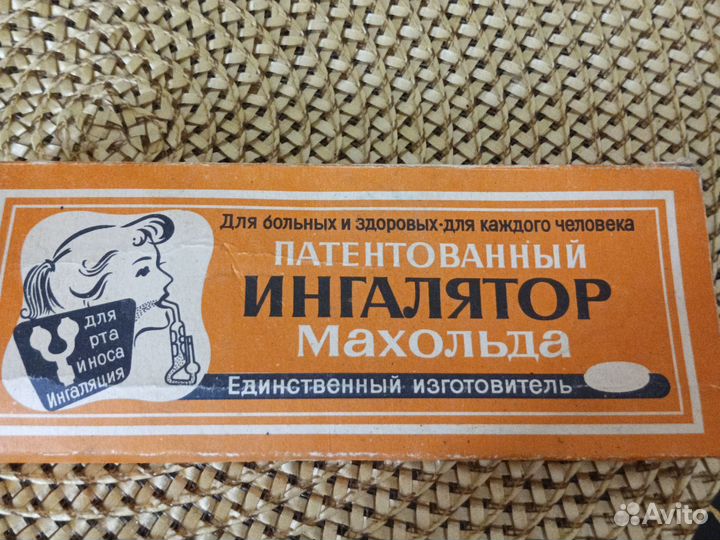 Для больных и здоровых-для каждого человека
ПАТЕНТОВАННЫЙ
ИНГАЛЯТОР
Махольда
Единственный изготовитель
для
рта
и носа
Ингаляция
Avito